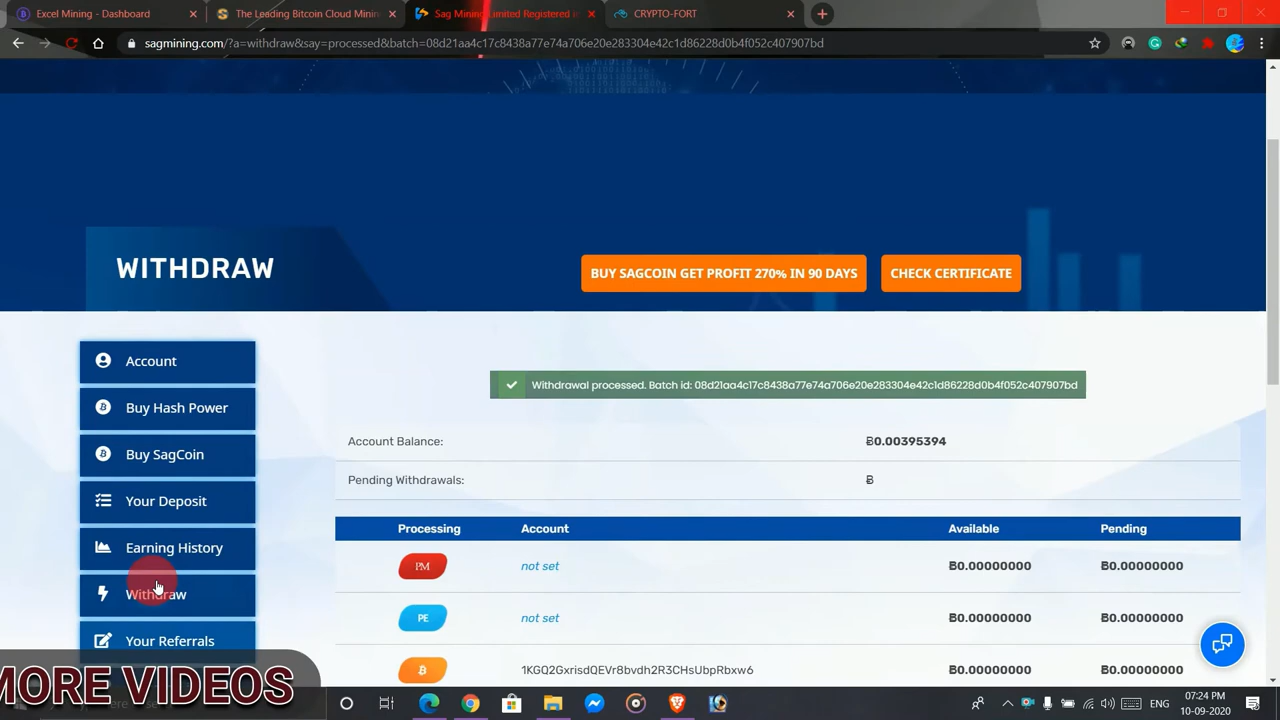 Excel Mining - Dashboard
The Leading Bitcoin Cloud Minin
Sag Mining Limited Registered i
CRYPTO-FORT
sagmining.com/?a=withdraw&say=processed&batch=08d21aa4c17c8438a77e74a706e20e283304e42c1d86228d0b4f052c407907bd
WITHDRAW
BUY SAGCOIN GET PROFIT 270% IN 90 DAYS
CHECK CERTIFICATE
Account
Buy Hash Power
Buy SagCoin
Your Deposit
Earning History
Withdraw
Your Referrals
Withdrawal processed. Batch id: 08d21aa4c17c8438a77e74a706e20e283304e42c1d86228d0b4f052c407907bd
Account Balance: Ƀ0.00395394
Pending Withdrawals: Ƀ
Processing Account Available Pending
PM not set Ƀ0.00000000 Ƀ0.00000000
PE not set Ƀ0.00000000 Ƀ0.00000000
1KGQ2GxrisdQEVr8bvdh2R3CHsUbpRbxw6 Ƀ0.00000000 Ƀ0.00000000
MORE VIDEOS
ENG
07:24 PM
10-09-2020